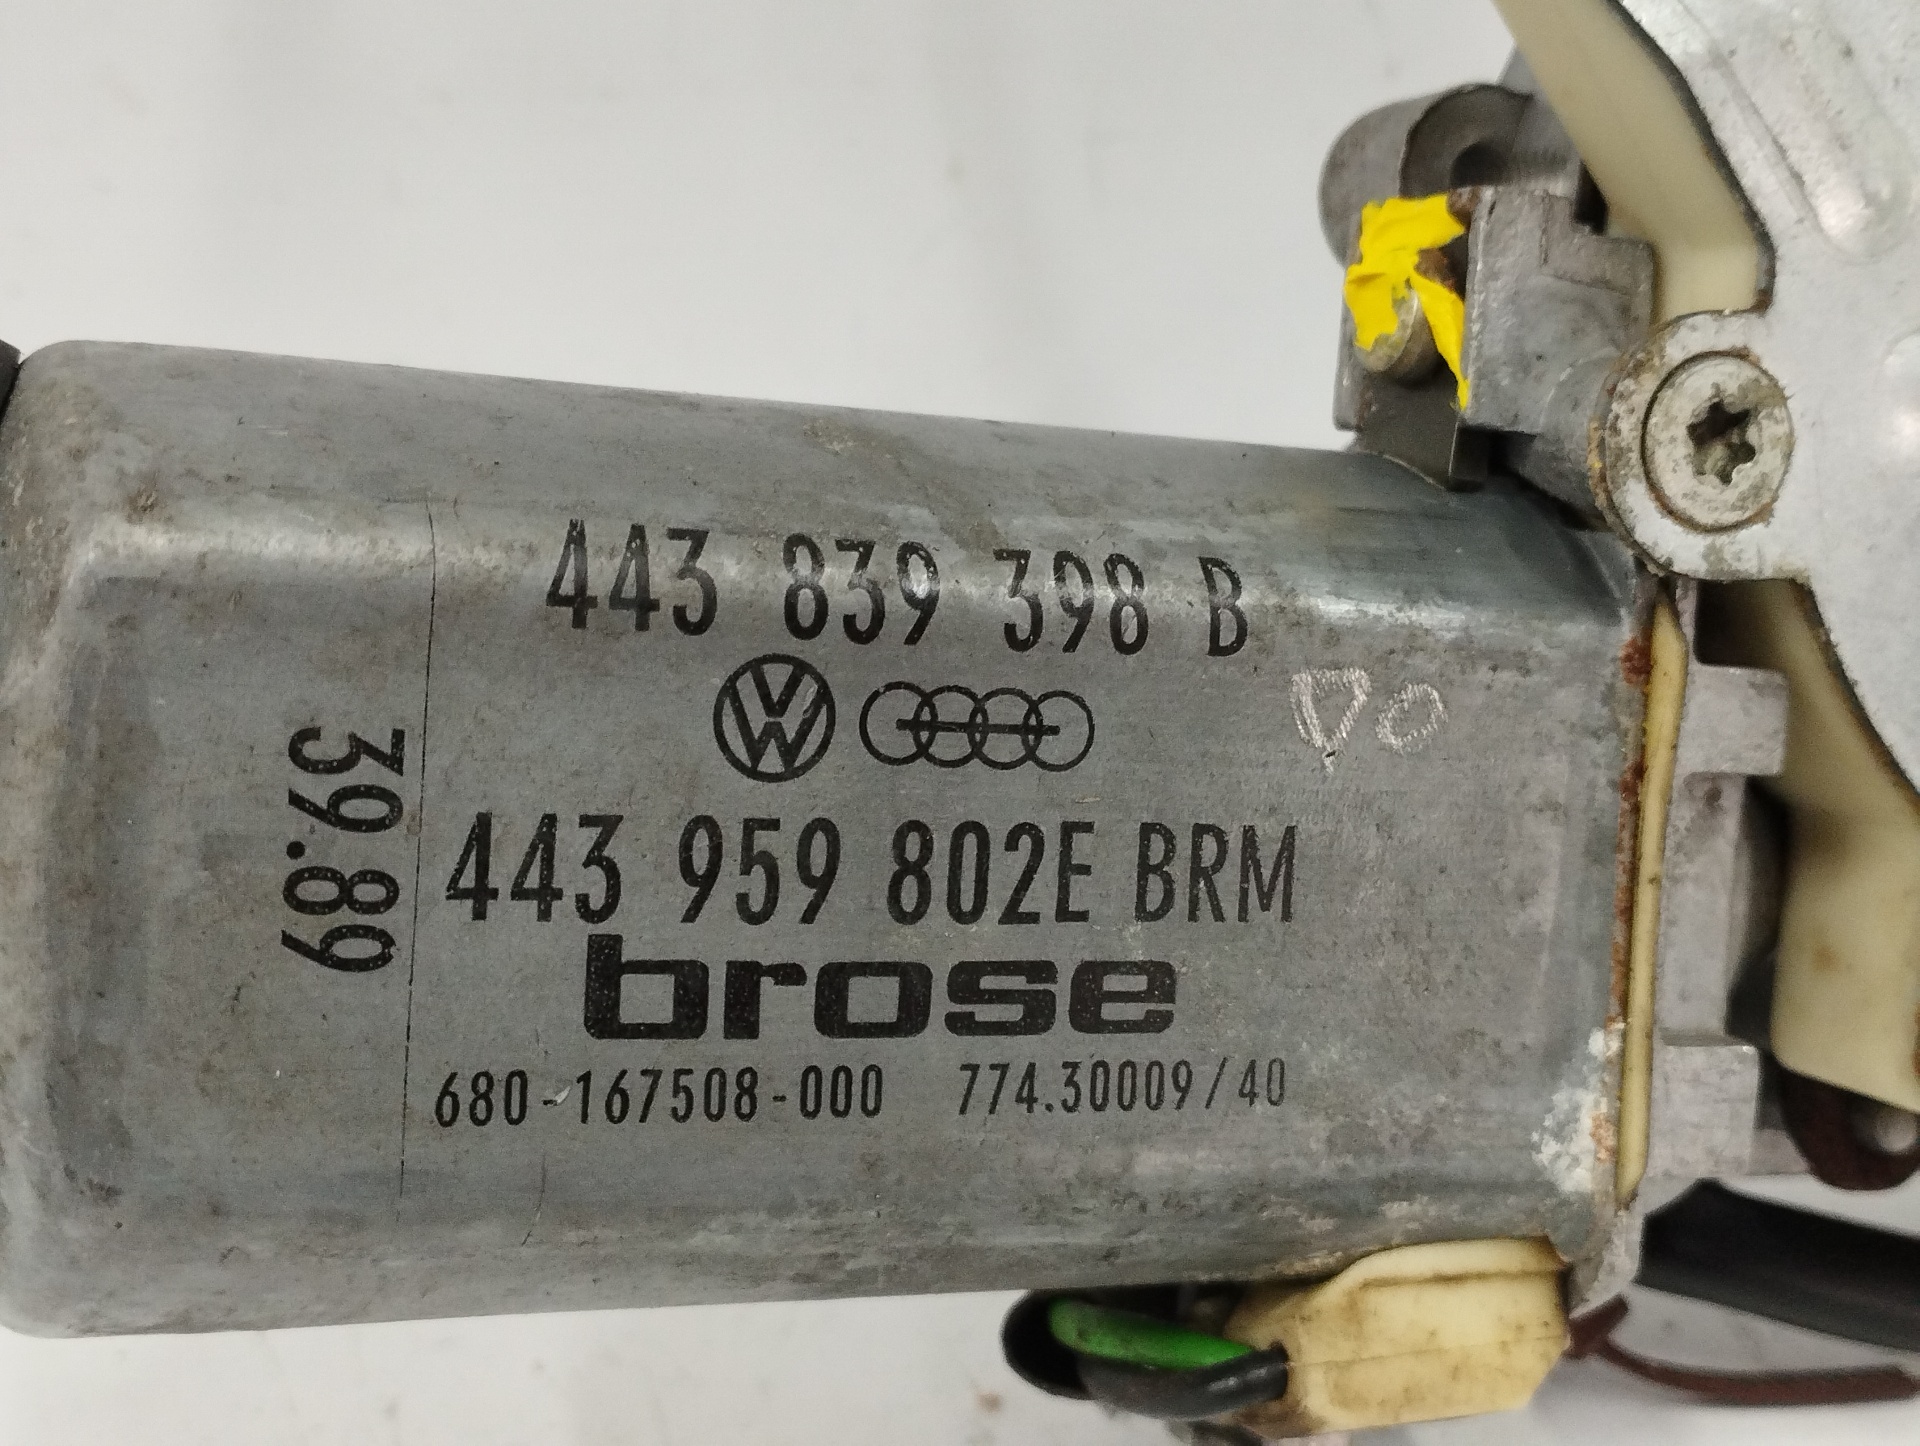 443 839 398 B
443 959 802E BRM
brose
680-167508-000 774.30009/40
39.89